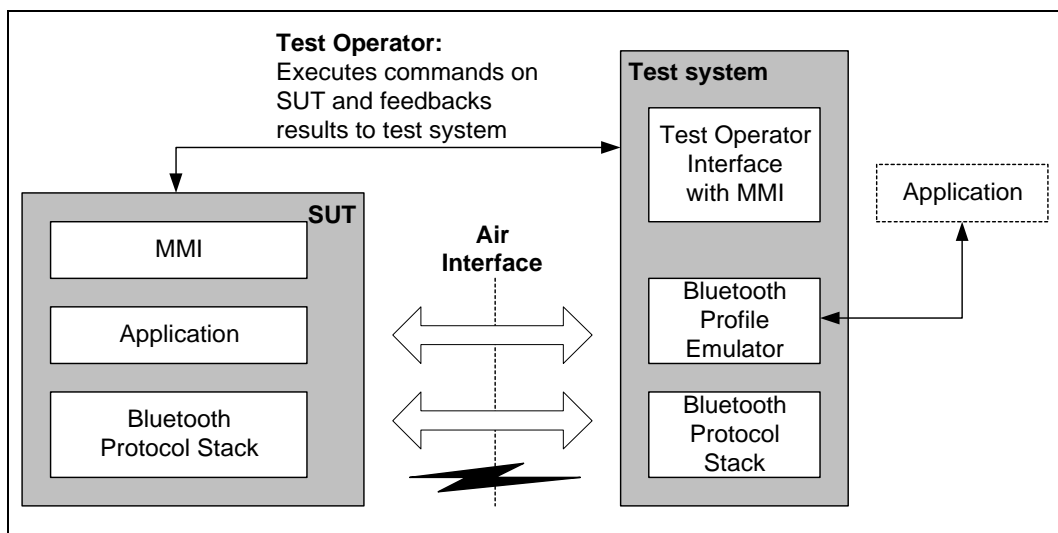 Test Operator:
Executes commands on
SUT and feedbacks
results to test system
Test system
Test Operator
Interface
with MMI
Application
SUT
MMI
Air
Interface
Application
Bluetooth
Profile
Emulator
Bluetooth
Protocol Stack
Bluetooth
Protocol
Stack